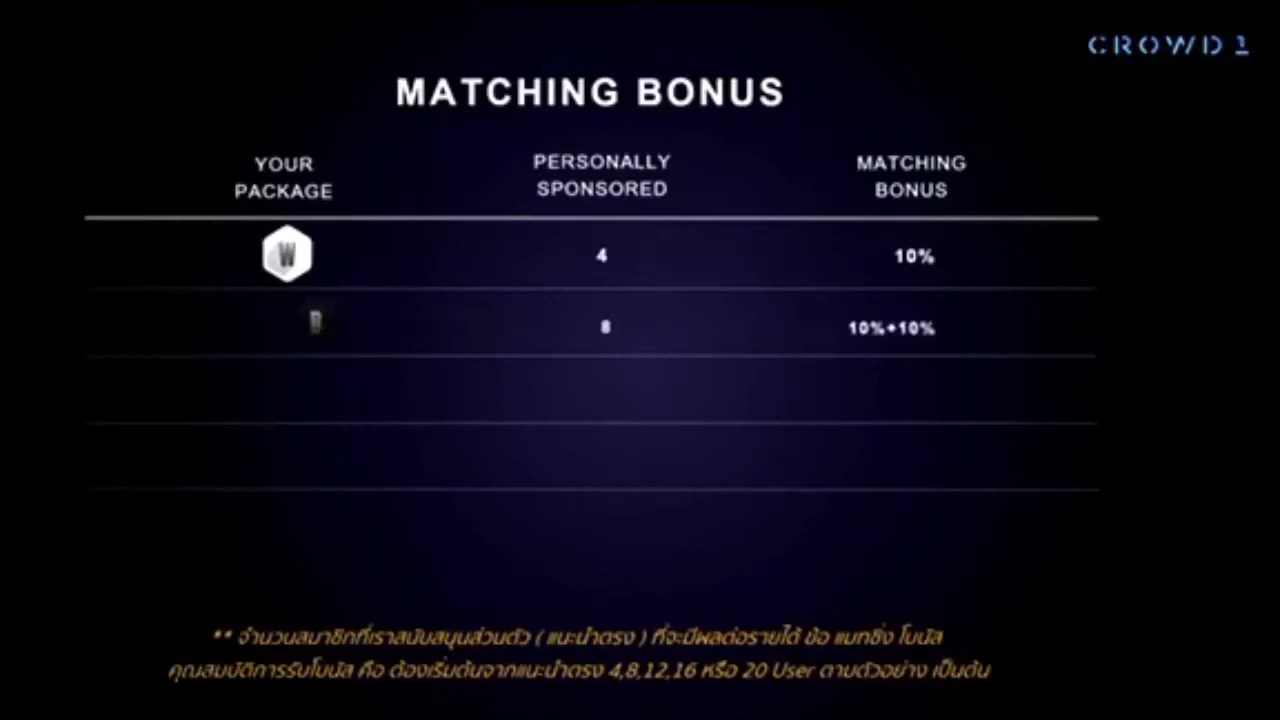 CROWD 1
MATCHING BONUS
YOUR PACKAGE
PERSONALLY SPONSORED
MATCHING BONUS
W 4 10%
8 10%+10%
** จำนวนสมาชิกที่เราสนับสนุนส่วนตัว ( แนะนำตรง ) ที่จะมีผลต่อรายได้ ข้อ แมทชิ่ง โบนัส
คุณสมบัติการรับโบนัส คือ ต้องเริ่มต้นจากแนะนำตรง 4,8,12,16 หรือ 20 User ตามตัวอย่าง เป็นต้น